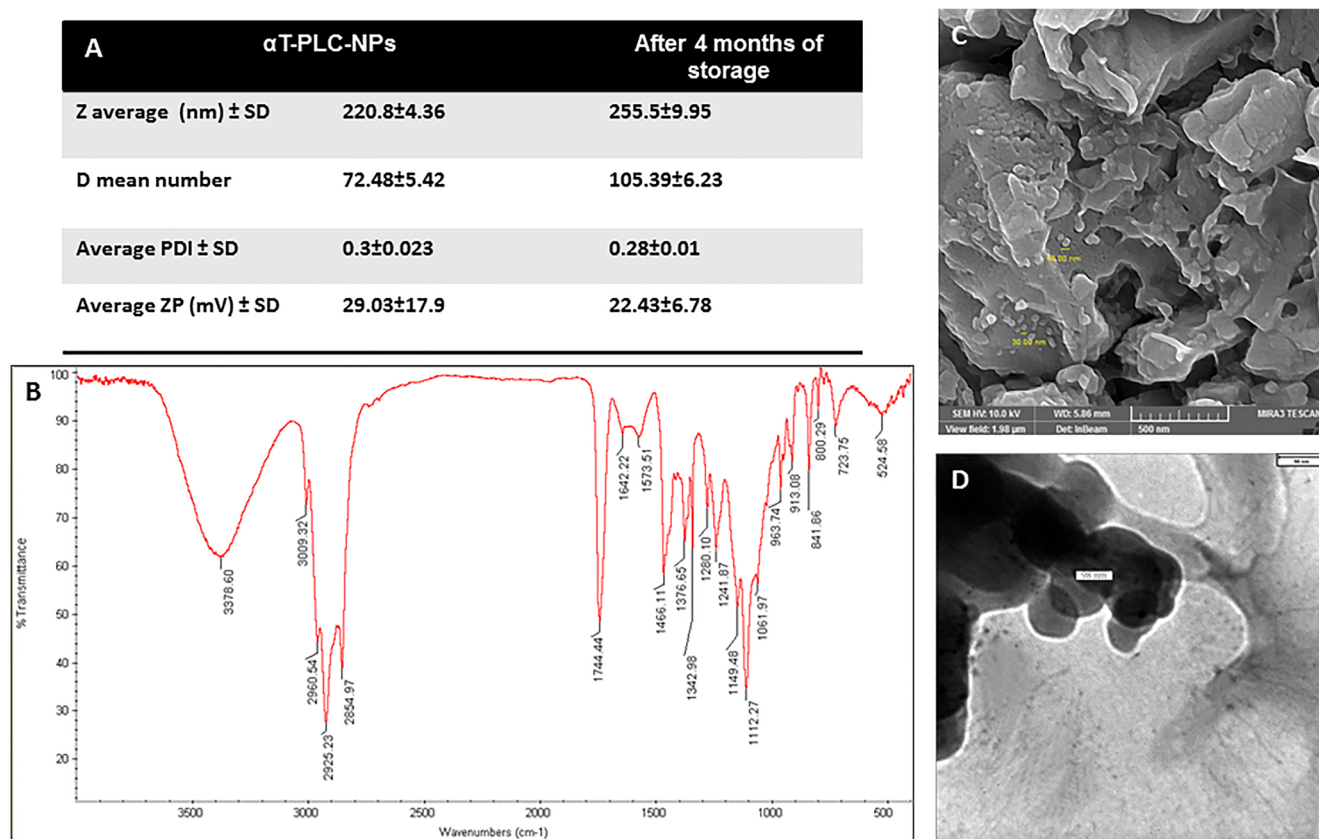 A
αT-PLC-NPs
After 4 months of
storage
Z average (nm) ± SD 220.8±4.36 255.5±9.95
D mean number 72.48±5.42 105.39±6.23
Average PDI ± SD 0.3±0.023 0.28±0.01
Average ZP (mV) ± SD 29.03±17.9 22.43±6.78
B
% Transmittance
100
90
80
70
60
50
40
30
20
3378.60
3009.32
2960.54
2925.23
2854.97
1744.44
1642.22
1573.51
1466.11
1376.65
1342.98
1280.10
1241.87
1149.48
1112.27
1061.97
963.74
913.08
841.86
800.29
723.75
524.58
3500 3000 2500 2000 1500 1000 500
Wavenumbers (cm-1)
C
30.00 nm
SEM HV: 10.0 kV WD: 5.86 mm MIRA3 TESCAN
View field: 1.98 µm Det: InBeam 500 nm
D